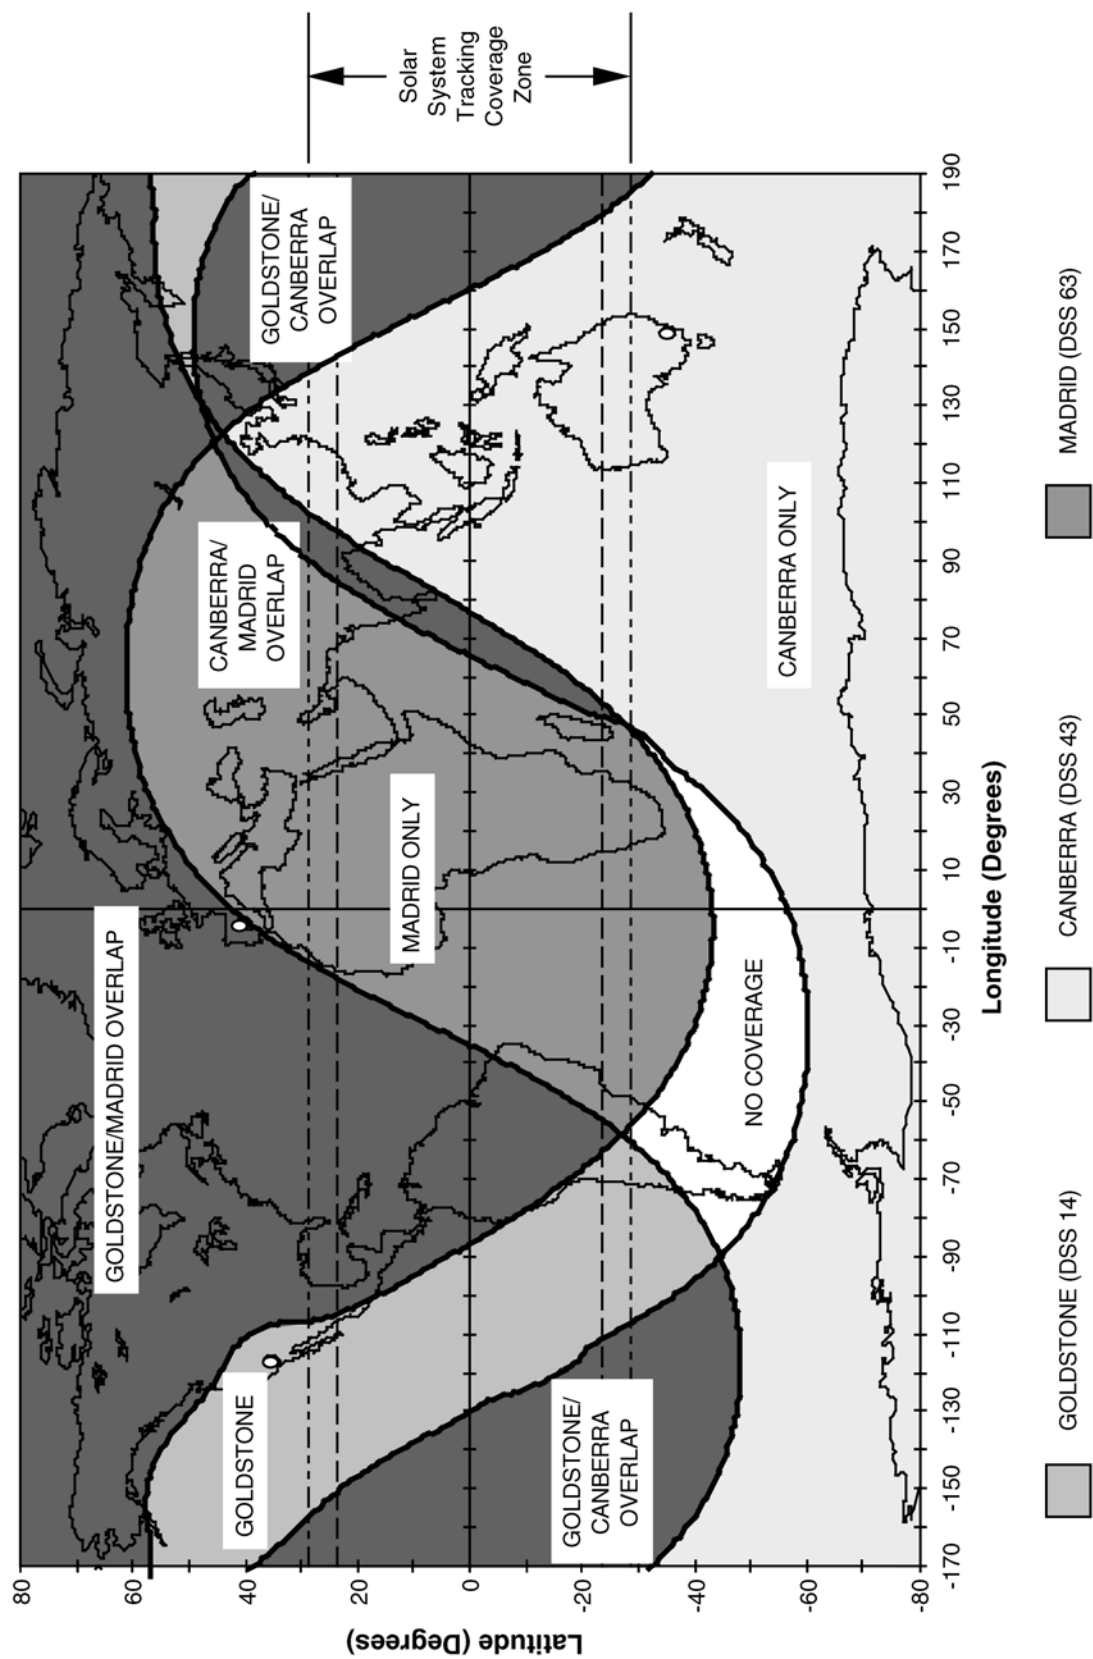 80
60
40
20
0
-20
-40
-60
-80
Latitude (Degrees)
-170
-150
-130
-110
-90
-70
-50
-30
-10
10
30
50
70
90
110
130
150
170
190
Longitude (Degrees)
GOLDSTONE/MADRID OVERLAP
CANBERRA/
MADRID
OVERLAP
GOLDSTONE/
CANBERRA
OVERLAP
GOLDSTONE
MADRID ONLY
GOLDSTONE/
CANBERRA
OVERLAP
NO COVERAGE
CANBERRA ONLY
Solar
System
Tracking
Coverage
Zone
GOLDSTONE (DSS 14)
CANBERRA (DSS 43)
MADRID (DSS 63)